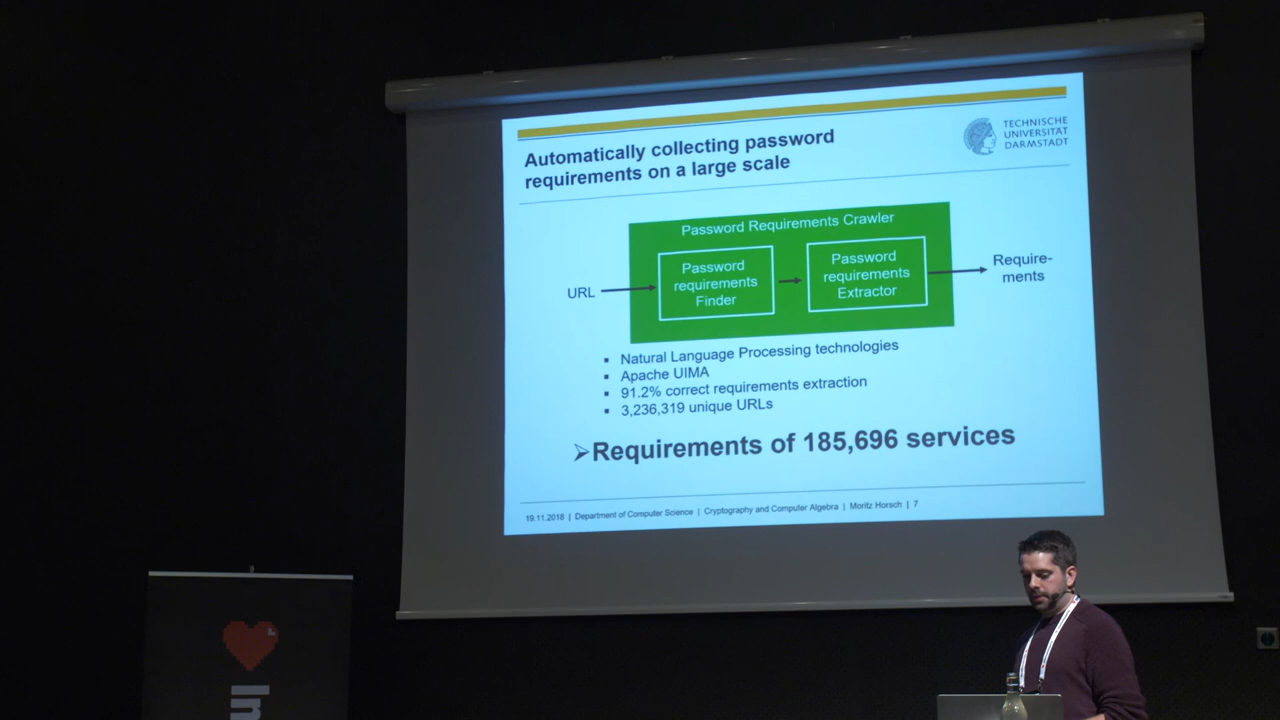 Automatically collecting password
requirements on a large scale
TECHNISCHE
UNIVERSITÄT
DARMSTADT
Password Requirements Crawler
URL
Password
requirements
Finder
Password
requirements
Extractor
Require-
ments
▪ Natural Language Processing technologies
▪ Apache UIMA
▪ 91.2% correct requirements extraction
▪ 3,236,319 unique URLs
➢Requirements of 185,696 services
19.11.2018 | Department of Computer Science | Cryptography and Computer Algebra | Moritz Horsch | 7
In